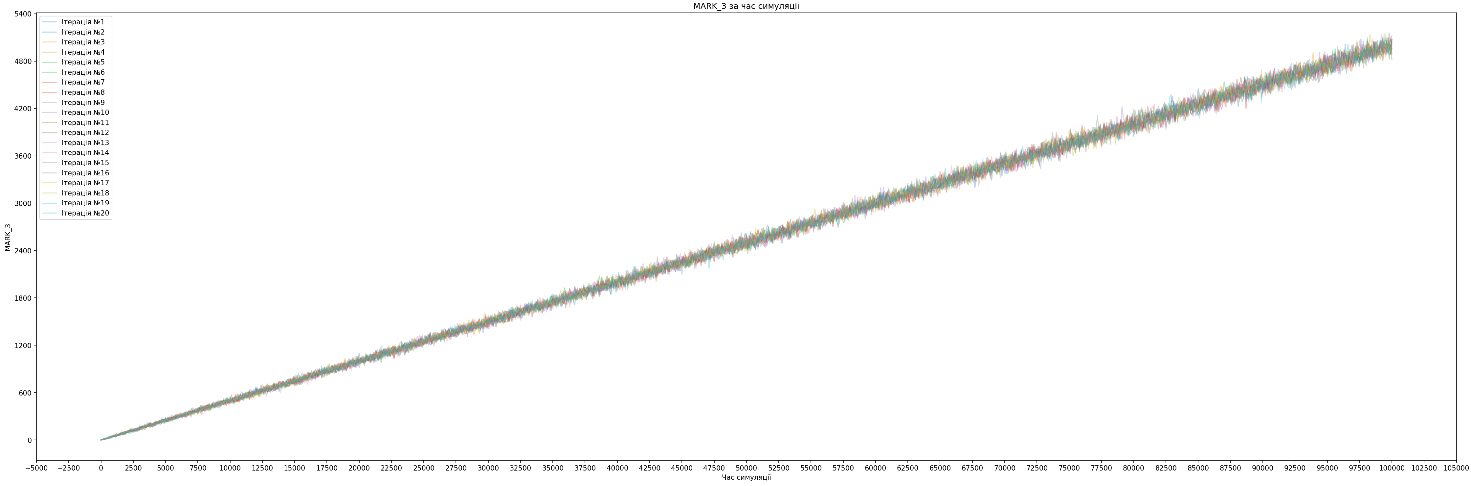 MARK_3 за час симуляції
5400
4800
4200
3600
3000
2400
1800
1200
600
0
MARK_3
Ітерація №1
Ітерація №2
Ітерація №3
Ітерація №4
Ітерація №5
Ітерація №6
Ітерація №7
Ітерація №8
Ітерація №9
Ітерація №10
Ітерація №11
Ітерація №12
Ітерація №13
Ітерація №14
Ітерація №15
Ітерація №16
Ітерація №17
Ітерація №18
Ітерація №19
Ітерація №20
−5000 −2500 0 2500 5000 7500 10000 12500 15000 17500 20000 22500 25000 27500 30000 32500 35000 37500 40000 42500 45000 47500 50000 52500 55000 57500 60000 62500 65000 67500 70000 72500 75000 77500 80000 82500 85000 87500 90000 92500 95000 97500 100000 102500 105000
Час симуляції